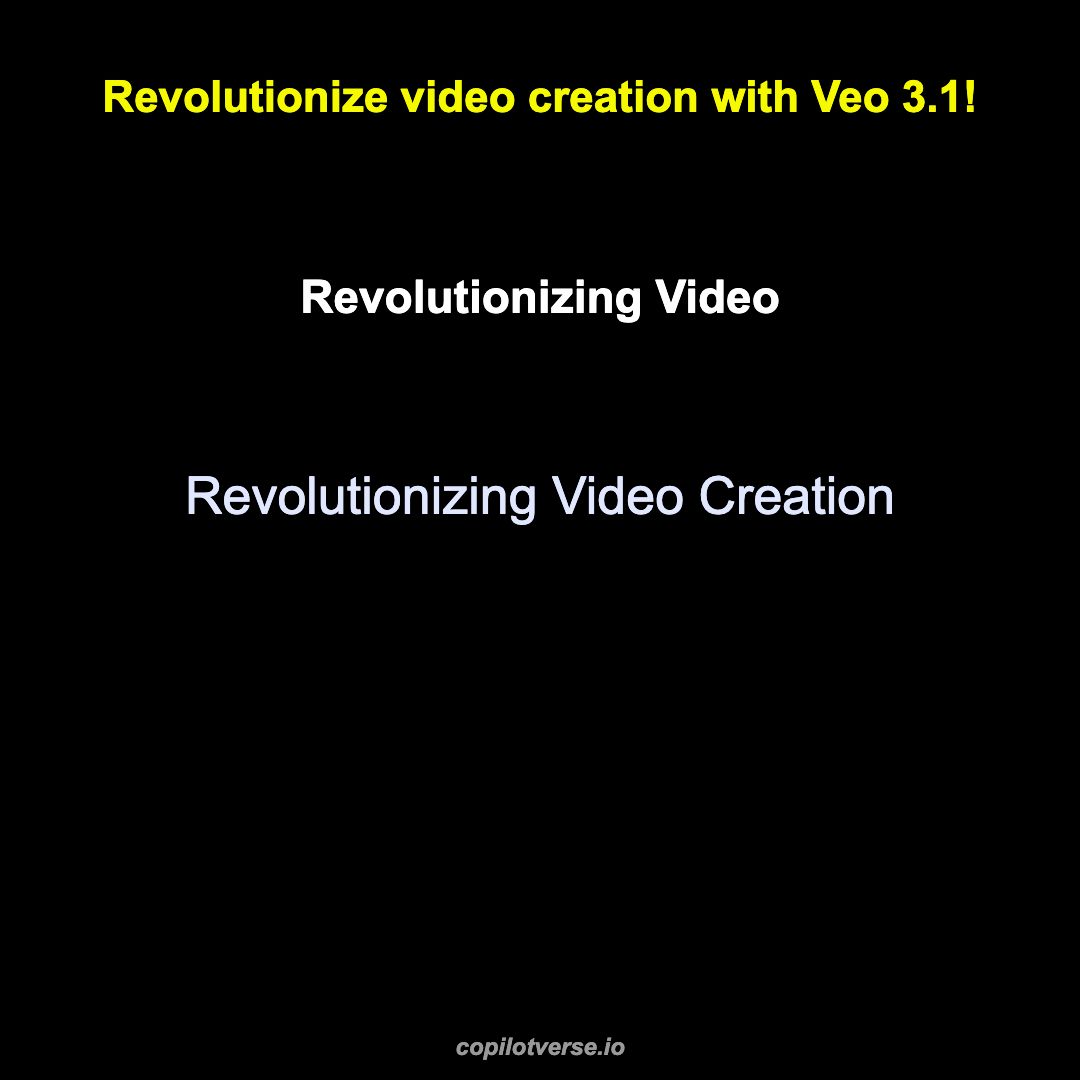 Revolutionize video creation with Veo 3.1!
Revolutionizing Video
Revolutionizing Video Creation
copilotverse.io